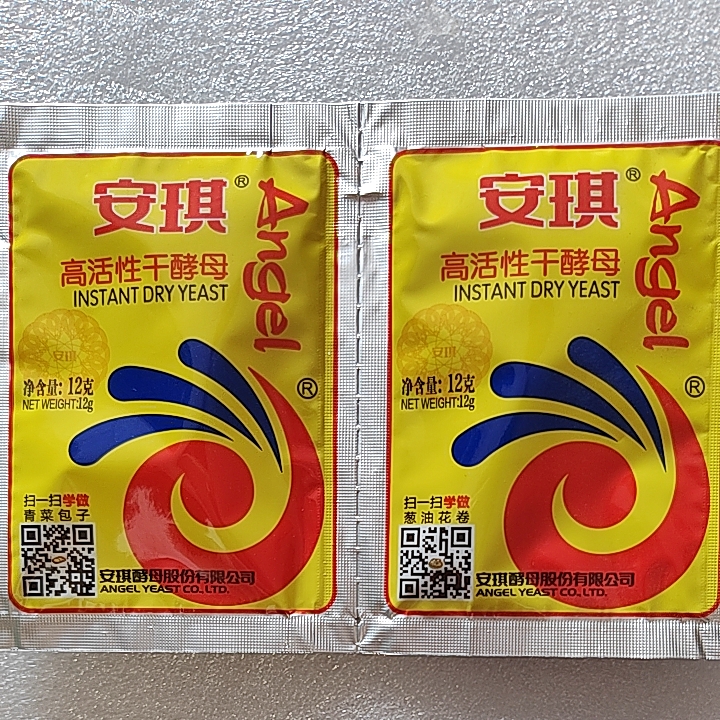 安琪®
Angel
高活性干酵母
INSTANT DRY YEAST
安琪
净含量: 12克
NET WEIGHT:12g
®
扫一扫学做
青菜包子
安琪酵母股份有限公司
ANGEL YEAST CO., LTD.
安琪®
Angel
高活性干酵母
INSTANT DRY YEAST
安琪
净含量: 12克
NET WEIGHT:12g
®
扫一扫学做
葱油花卷
安琪酵母股份有限公司
ANGEL YEAST CO., LTD.